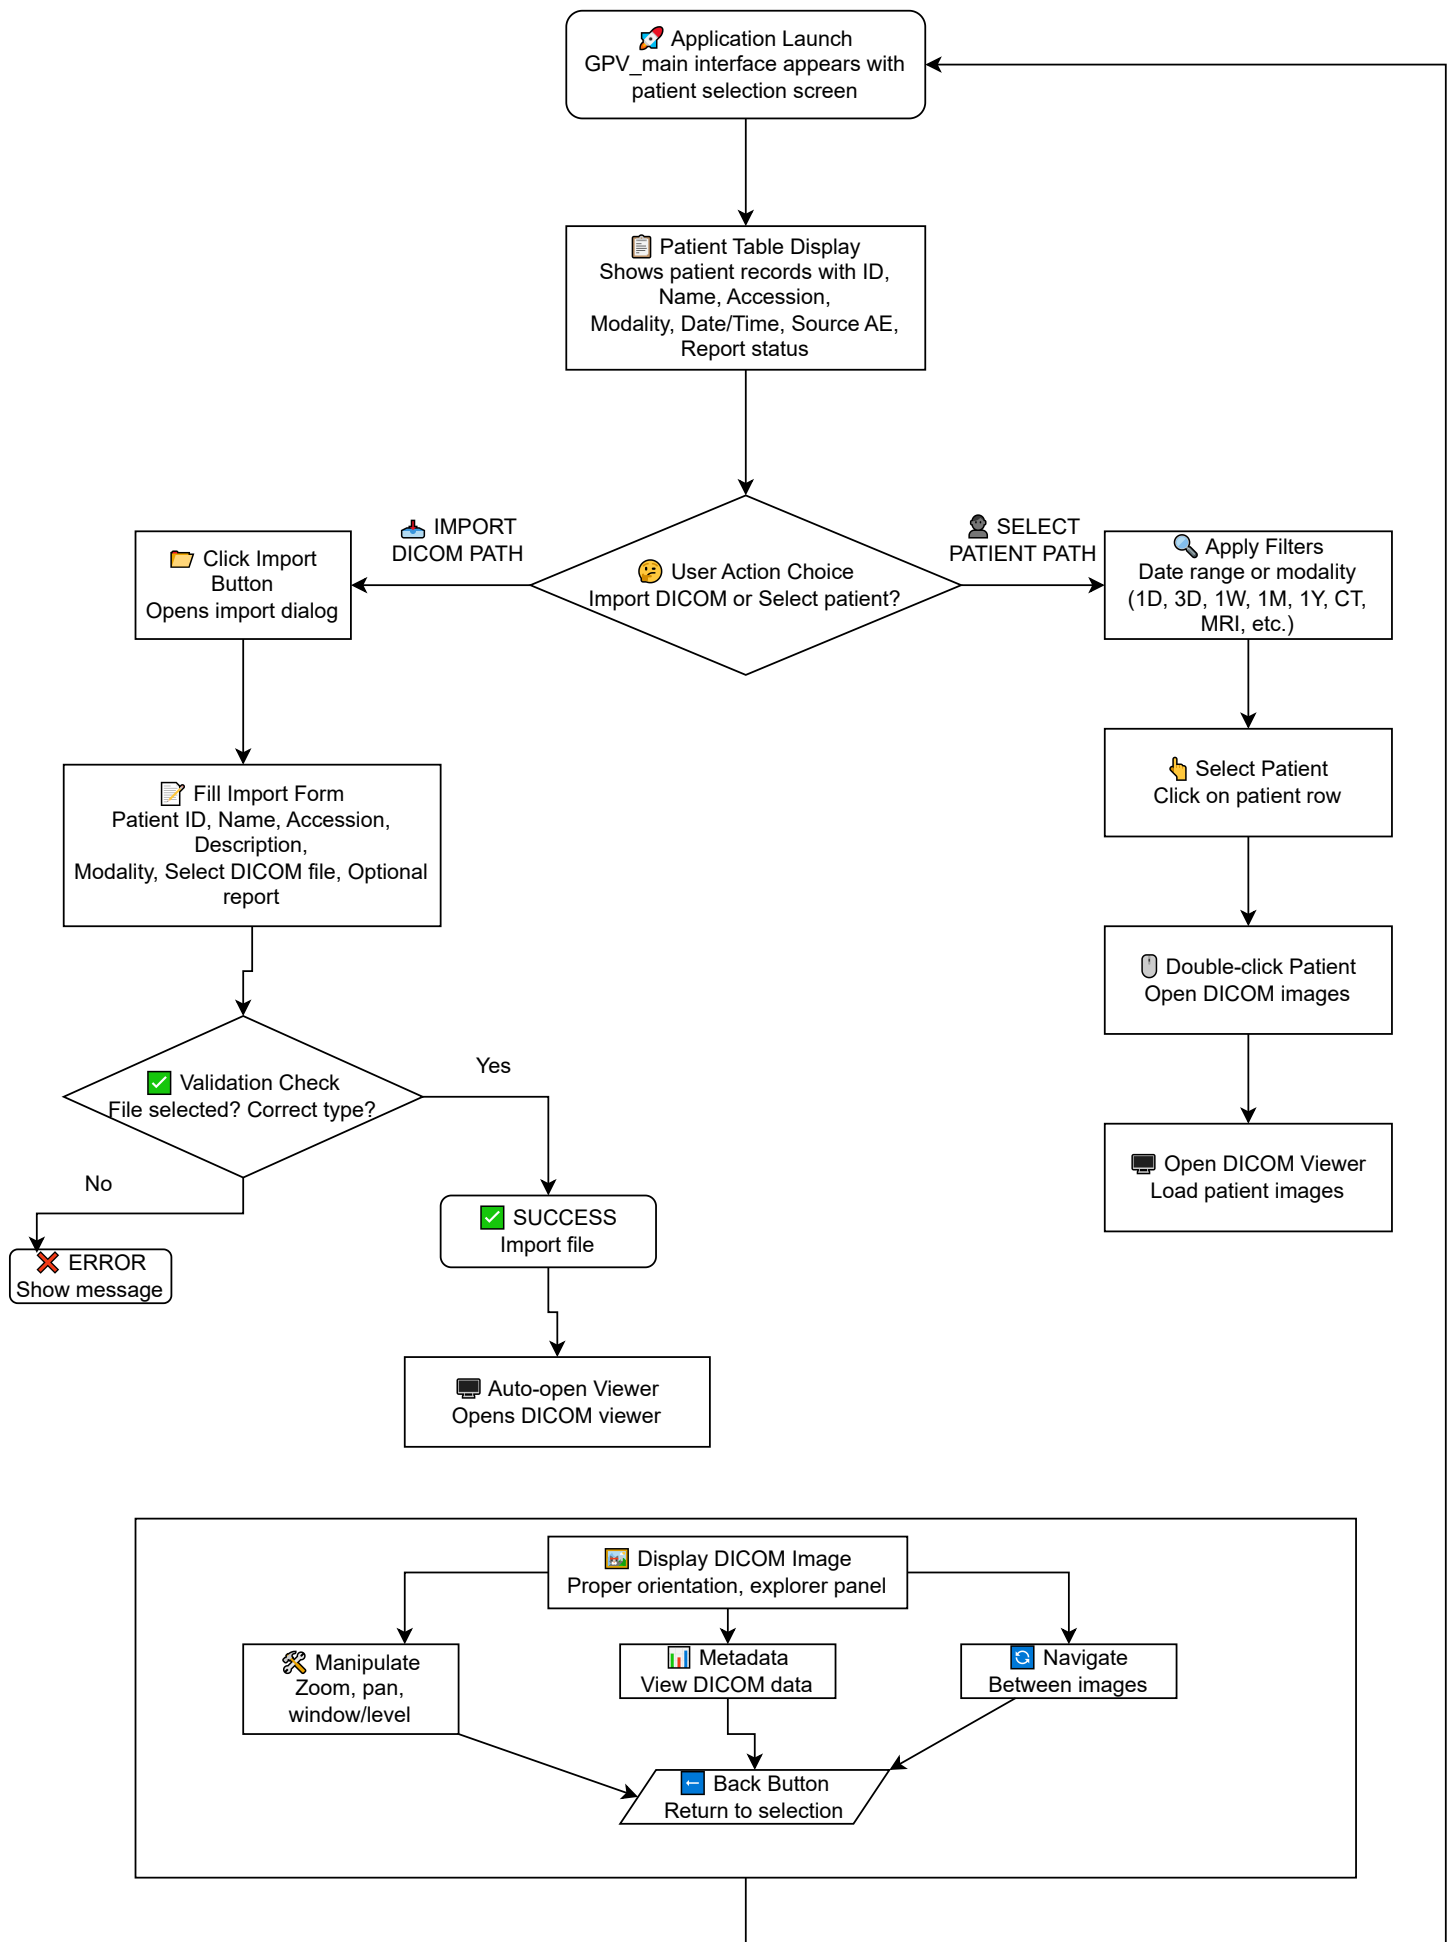 🚀 Application Launch
GPV_main interface appears with
patient selection screen
📋 Patient Table Display
Shows patient records with ID,
Name, Accession,
Modality, Date/Time, Source AE,
Report status
📥 IMPORT
DICOM PATH
👤 SELECT
PATIENT PATH
📂 Click Import
Button
Opens import dialog
🤔 User Action Choice
Import DICOM or Select patient?
🔍 Apply Filters
Date range or modality
(1D, 3D, 1W, 1M, 1Y, CT,
MRI, etc.)
📝 Fill Import Form
Patient ID, Name, Accession,
Description,
Modality, Select DICOM file, Optional
report
👆 Select Patient
Click on patient row
🖱️ Double-click Patient
Open DICOM images
✅ Validation Check
File selected? Correct type?
Yes
No
🖥️ Open DICOM Viewer
Load patient images
✅ SUCCESS
Import file
❌ ERROR
Show message
🖥️ Auto-open Viewer
Opens DICOM viewer
🖼️ Display DICOM Image
Proper orientation, explorer panel
🛠️ Manipulate
Zoom, pan,
window/level
📊 Metadata
View DICOM data
🔄 Navigate
Between images
⬅️ Back Button
Return to selection